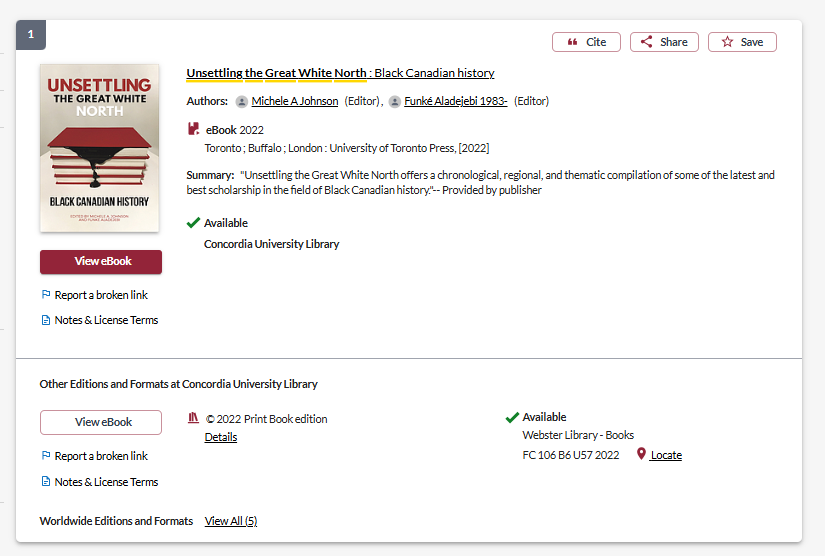 1
Cite
Share
Save
UNSETTLING
THE GREAT WHITE
NORTH
BLACK CANADIAN HISTORY
EDITED BY MICHELE A. JOHNSON
AND FUNKÉ ALADEJEBI
Unsettling the Great White North : Black Canadian history
Authors: Michele A Johnson (Editor), Funké Aladejebi 1983- (Editor)
eBook 2022
Toronto ; Buffalo ; London : University of Toronto Press, [2022]
Summary: "Unsettling the Great White North offers a chronological, regional, and thematic compilation of some of the latest and
best scholarship in the field of Black Canadian history."-- Provided by publisher
Available
Concordia University Library
View eBook
Report a broken link
Notes & License Terms
Other Editions and Formats at Concordia University Library
View eBook
Report a broken link
Notes & License Terms
© 2022 Print Book edition
Details
Available
Webster Library - Books
FC 106 B6 U57 2022 Locate
Worldwide Editions and Formats View All (5)